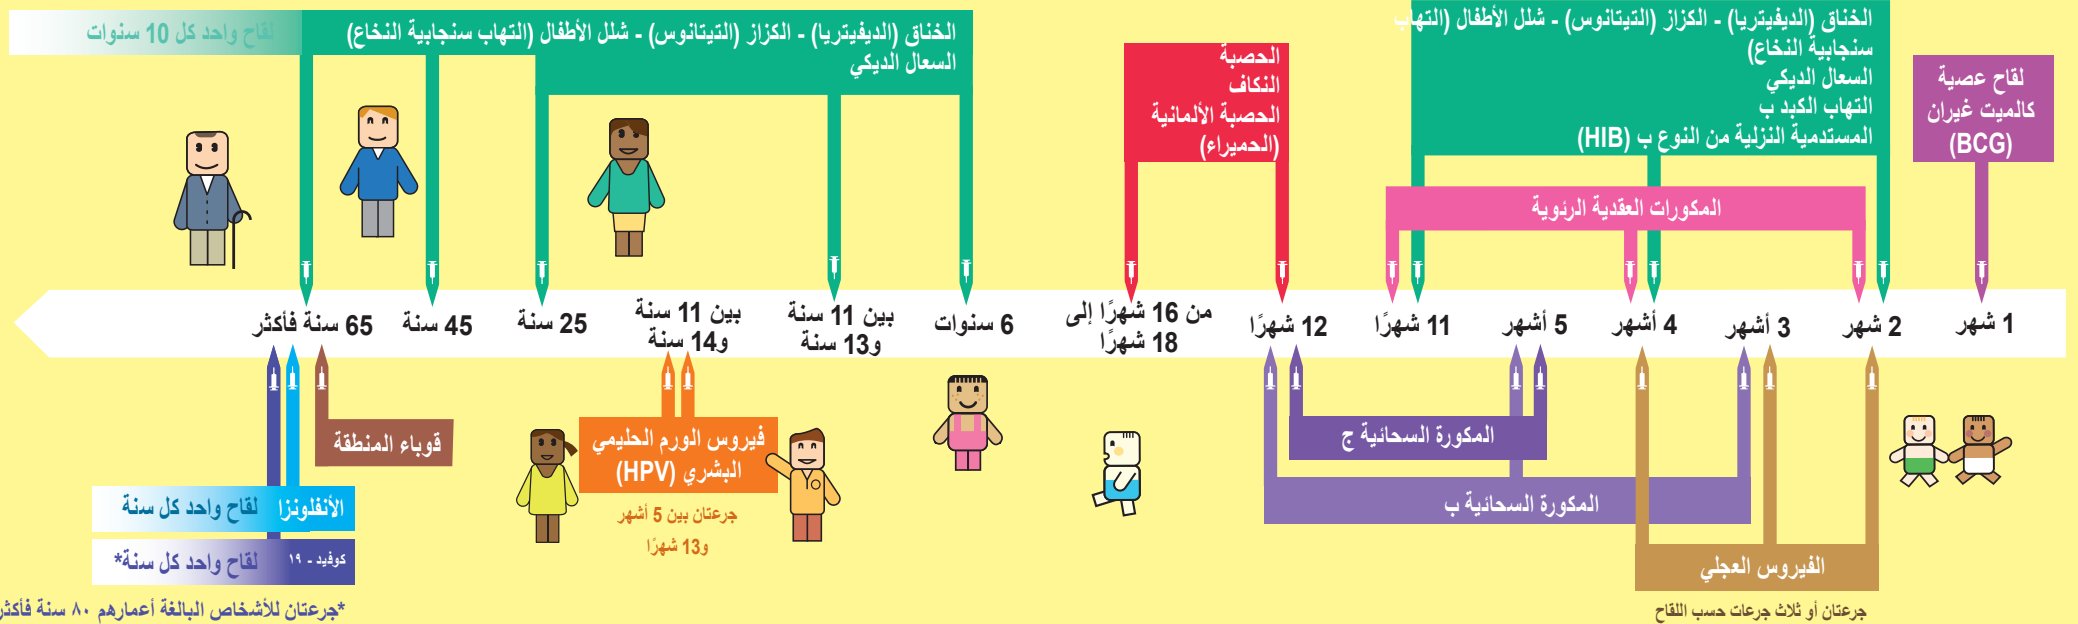 لقاح عصية
كالميت غيران
(BCG)
الخناق (الديفيتريا) - الكزاز (التيتانوس) - شلل الأطفال (التهاب
سنجابية النخاع)
السعال الديكي
التهاب الكبد ب
المستدمية النزلية من النوع ب (HIB)
المكورات العقدية الرئوية
الحصبة
النكاف
الحصبة الألمانية
(الحميراء)
الخناق (الديفيتريا) - الكزاز (التيتانوس) - شلل الأطفال (التهاب سنجابية النخاع)
السعال الديكي
لقاح واحد كل 10 سنوات
1 شهر
2 شهر
3 أشهر
4 أشهر
5 أشهر
11 شهرًا
12 شهرًا
من 16 شهرًا إلى
18 شهرًا
6 سنوات
بين 11 سنة
و13 سنة
بين 11 سنة
و14 سنة
25 سنة
45 سنة
65 سنة فأكثر
المكورة السحائية ج
المكورة السحائية ب
الفيروس العجلي
جرعتان أو ثلاث جرعات حسب اللقاح
فيروس الورم الحليمي
البشري (HPV)
جرعتان بين 5 أشهر
و13 شهرًا
قوباء المنطقة
الأنفلونزا لقاح واحد كل سنة
كوفيد - ١٩ لقاح واحد كل سنة*
*جرعتان للأشخاص البالغة أعمارهم ٨٠ سنة فأكثر